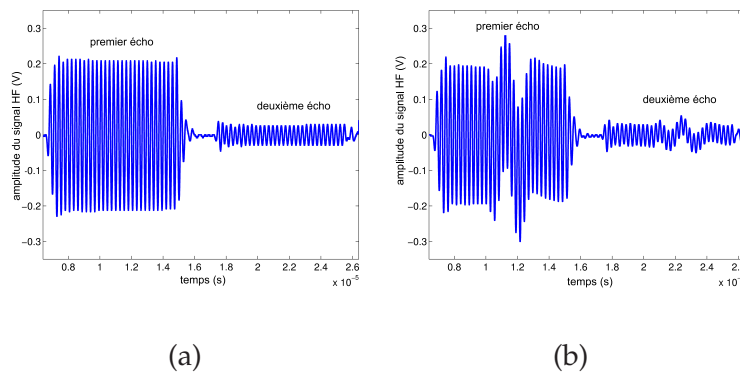 premier écho
deuxième écho
amplitude du signal HF (V)
0.3
0.2
0.1
0
−0.1
−0.2
−0.3
0.8 1 1.2 1.4 1.6 1.8 2 2.2 2.4 2.6
temps (s)
x 10⁻⁵
(a)
premier écho
deuxième écho
amplitude du signal HF (V)
0.3
0.2
0.1
0
−0.1
−0.2
−0.3
0.8 1 1.2 1.4 1.6 1.8 2 2.2 2.4
temps (s)
x 10
(b)